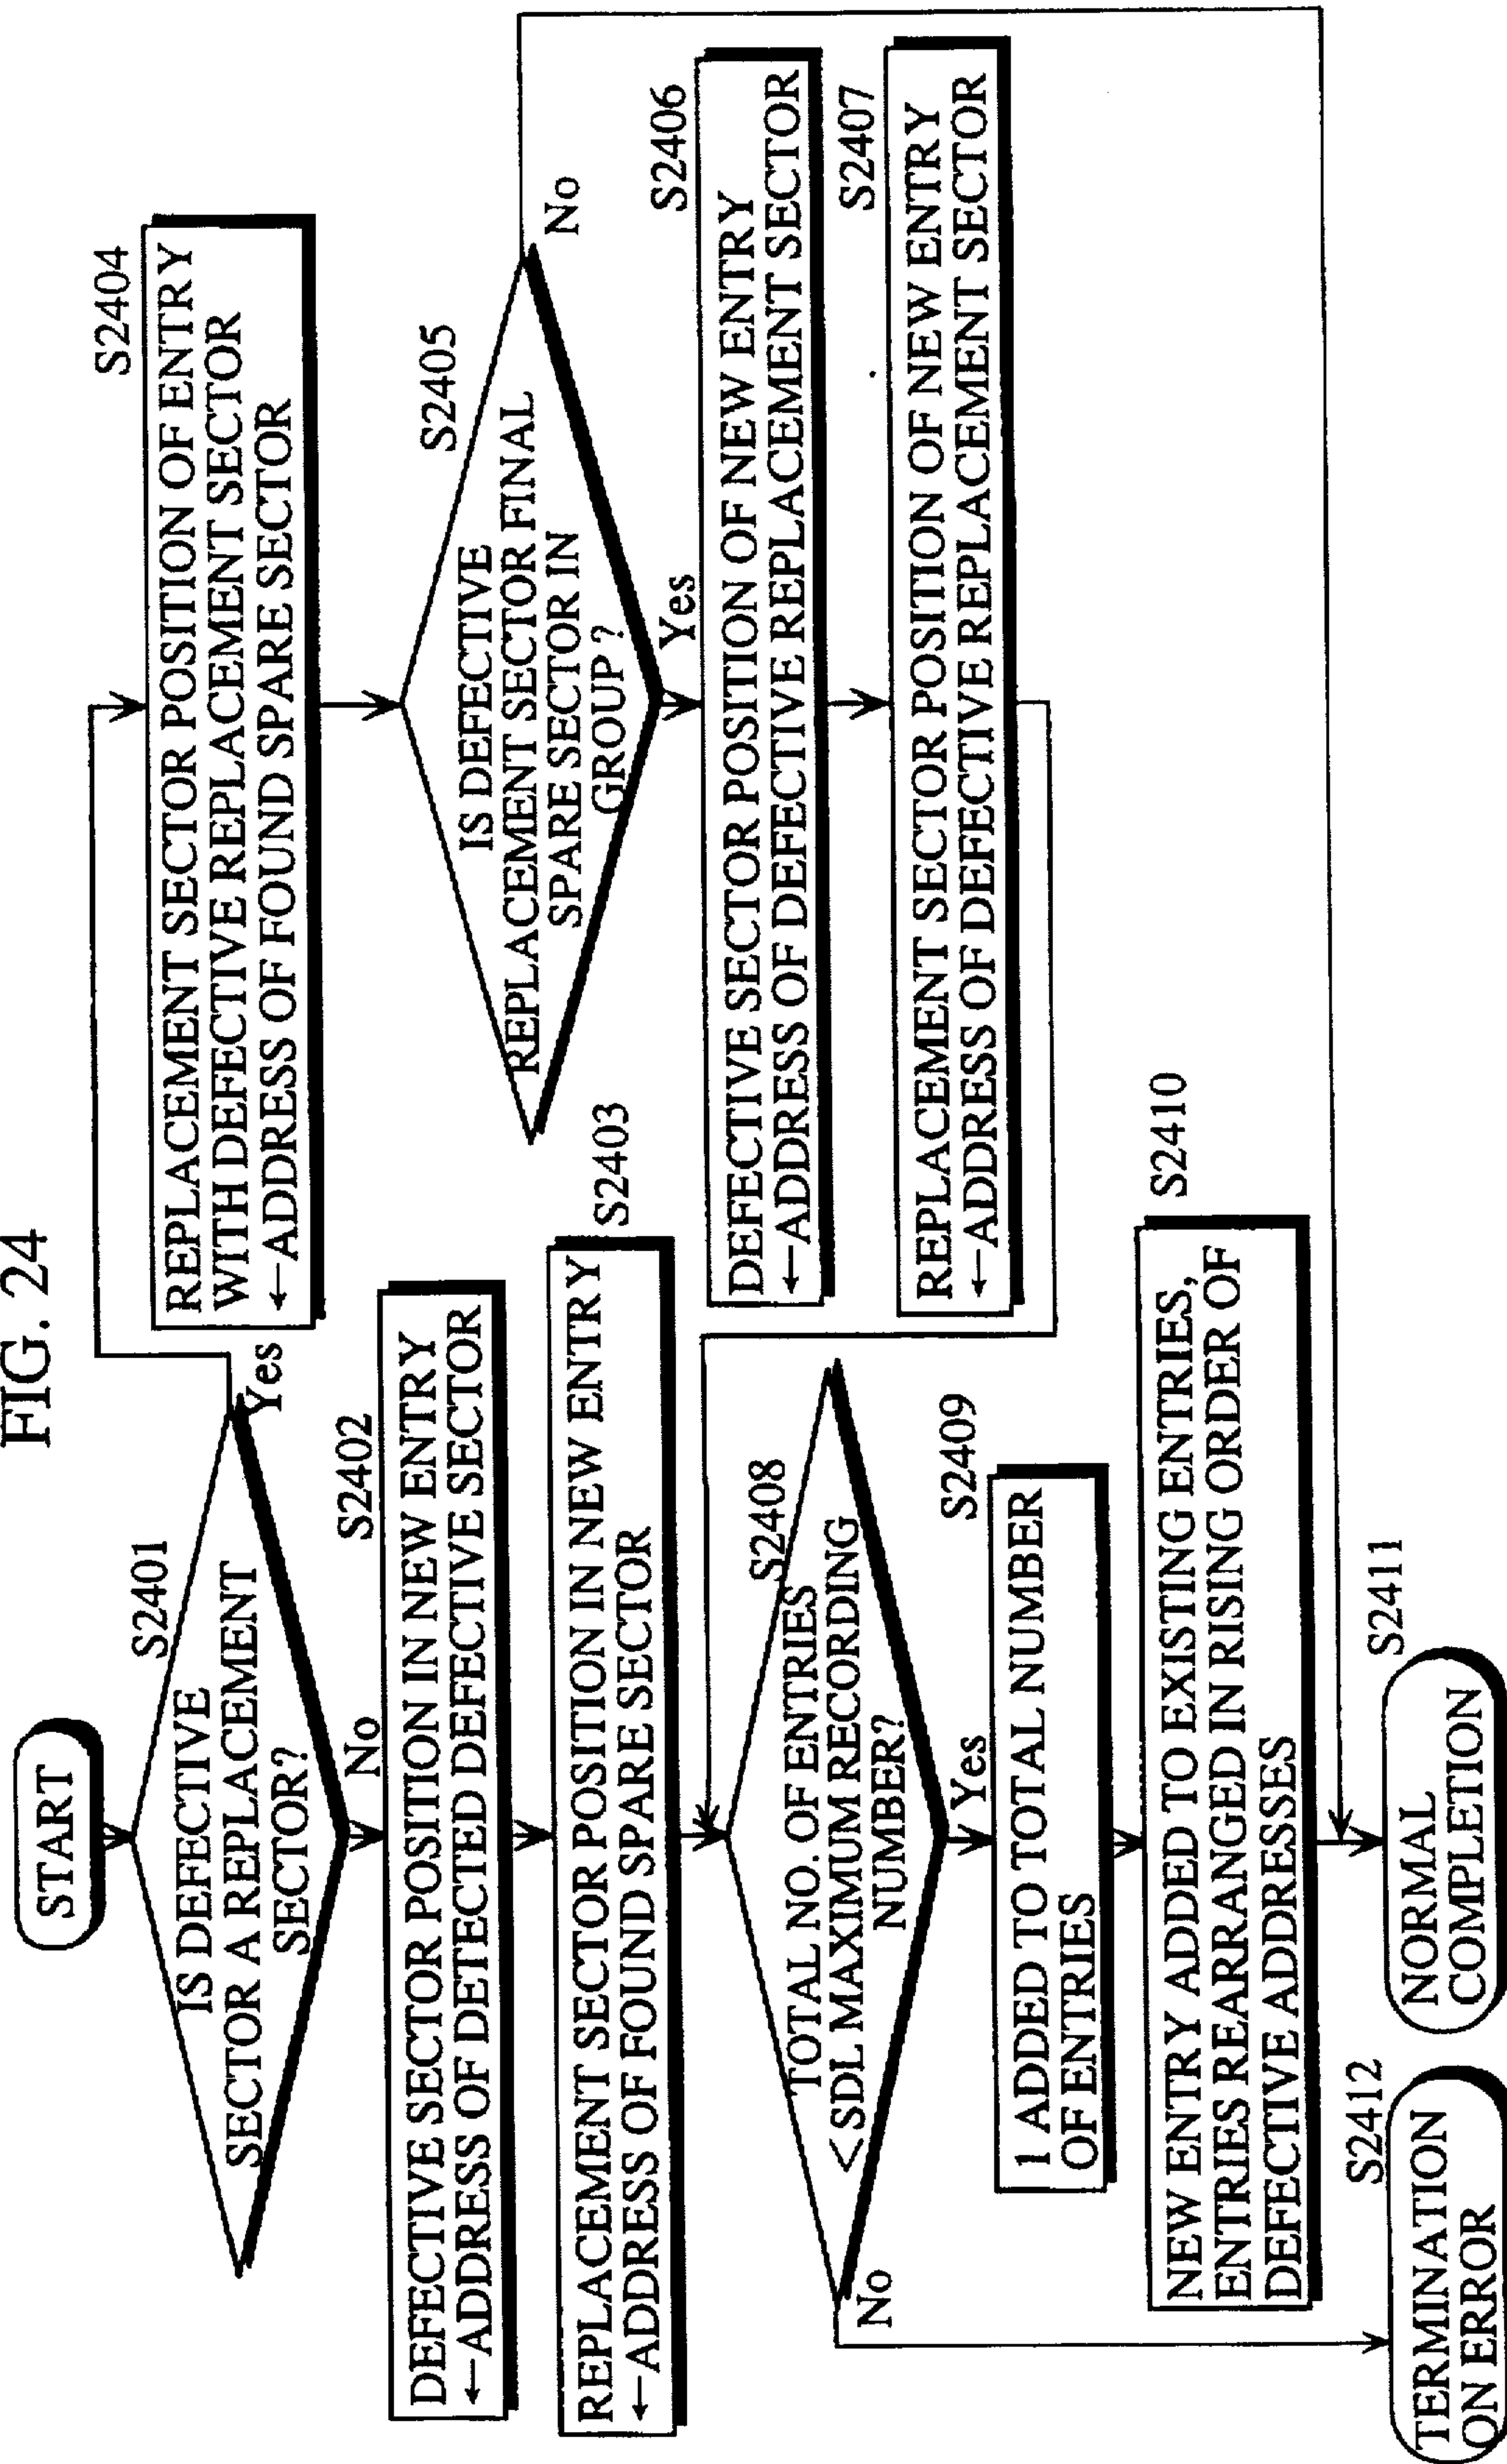 FIG. 24
START
S2401
IS DEFECTIVE
SECTOR A REPLACEMENT
SECTOR?
Yes
No
S2402
DEFECTIVE SECTOR POSITION IN NEW ENTRY
←ADDRESS OF DETECTED DEFECTIVE SECTOR
S2403
REPLACEMENT SECTOR POSITION IN NEW ENTRY
←ADDRESS OF FOUND SPARE SECTOR
S2404
REPLACEMENT SECTOR POSITION OF ENTRY
WITH DEFECTIVE REPLACEMENT SECTOR
←ADDRESS OF FOUND SPARE SECTOR
S2405
IS DEFECTIVE
REPLACEMENT SECTOR FINAL
SPARE SECTOR IN
GROUP?
No
Yes
S2406
DEFECTIVE SECTOR POSITION OF NEW ENTRY
←ADDRESS OF DEFECTIVE REPLACEMENT SECTOR
S2407
REPLACEMENT SECTOR POSITION OF NEW ENTRY
←ADDRESS OF DEFECTIVE REPLACEMENT SECTOR
S2408
TOTAL NO. OF ENTRIES
<SDL MAXIMUM RECORDING
NUMBER?
No
Yes
S2409
1 ADDED TO TOTAL NUMBER
OF ENTRIES
S2410
NEW ENTRY ADDED TO EXISTING ENTRIES,
ENTRIES REARRANGED IN RISING ORDER OF
DEFECTIVE ADDRESSES
S2411
NORMAL
COMPLETION
S2412
TERMINATION
ON ERROR